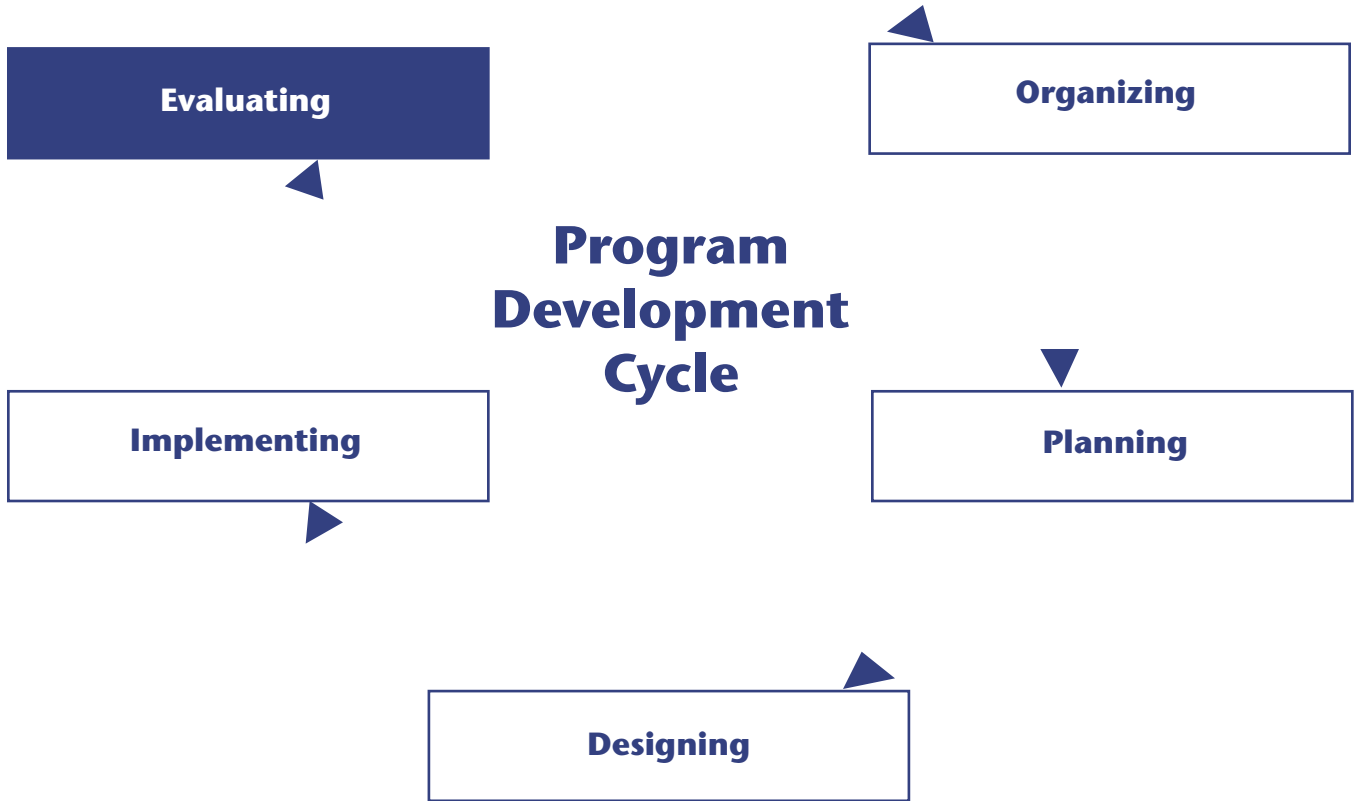 Evaluating
Organizing
Program
Development
Cycle
Implementing
Planning
Designing